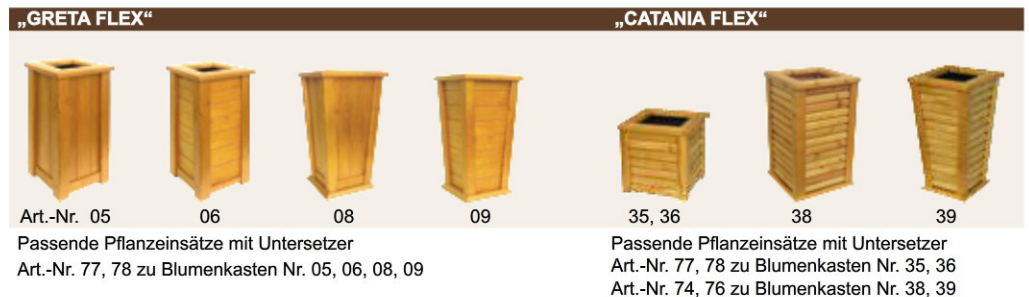 „GRETA FLEX“
Art.-Nr. 05 06 08 09
Passende Pflanzeinsätze mit Untersetzer
Art.-Nr. 77, 78 zu Blumenkasten Nr. 05, 06, 08, 09
„CATANIA FLEX“
35, 36 38 39
Passende Pflanzeinsätze mit Untersetzer
Art.-Nr. 77, 78 zu Blumenkasten Nr. 35, 36
Art.-Nr. 74, 76 zu Blumenkasten Nr. 38, 39